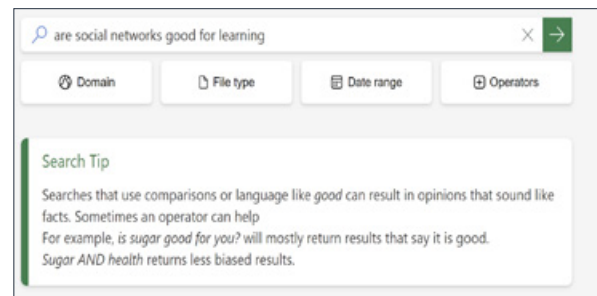 are social networks good for learning
Domain
File type
Date range
Operators
Search Tip
Searches that use comparisons or language like good can result in opinions that sound like
facts. Sometimes an operator can help
For example, is sugar good for you? will mostly return results that say it is good.
Sugar AND health returns less biased results.